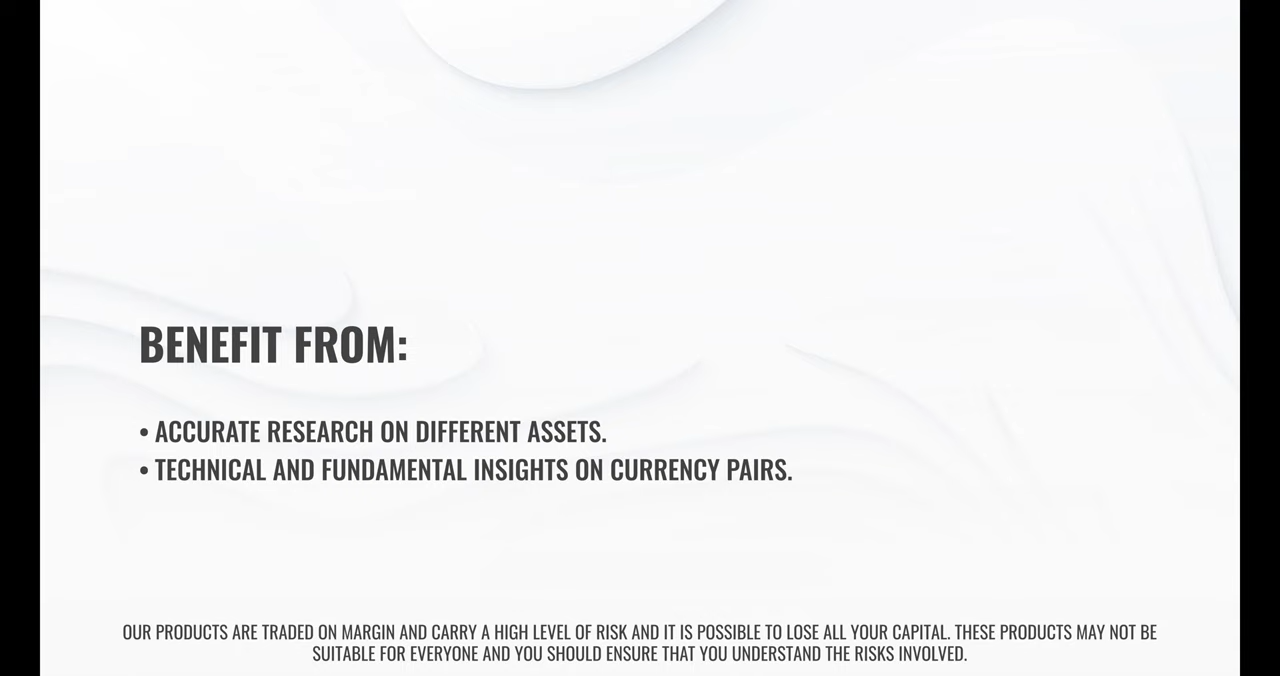 BENEFIT FROM:
• ACCURATE RESEARCH ON DIFFERENT ASSETS.
• TECHNICAL AND FUNDAMENTAL INSIGHTS ON CURRENCY PAIRS.
OUR PRODUCTS ARE TRADED ON MARGIN AND CARRY A HIGH LEVEL OF RISK AND IT IS POSSIBLE TO LOSE ALL YOUR CAPITAL. THESE PRODUCTS MAY NOT BE
SUITABLE FOR EVERYONE AND YOU SHOULD ENSURE THAT YOU UNDERSTAND THE RISKS INVOLVED.